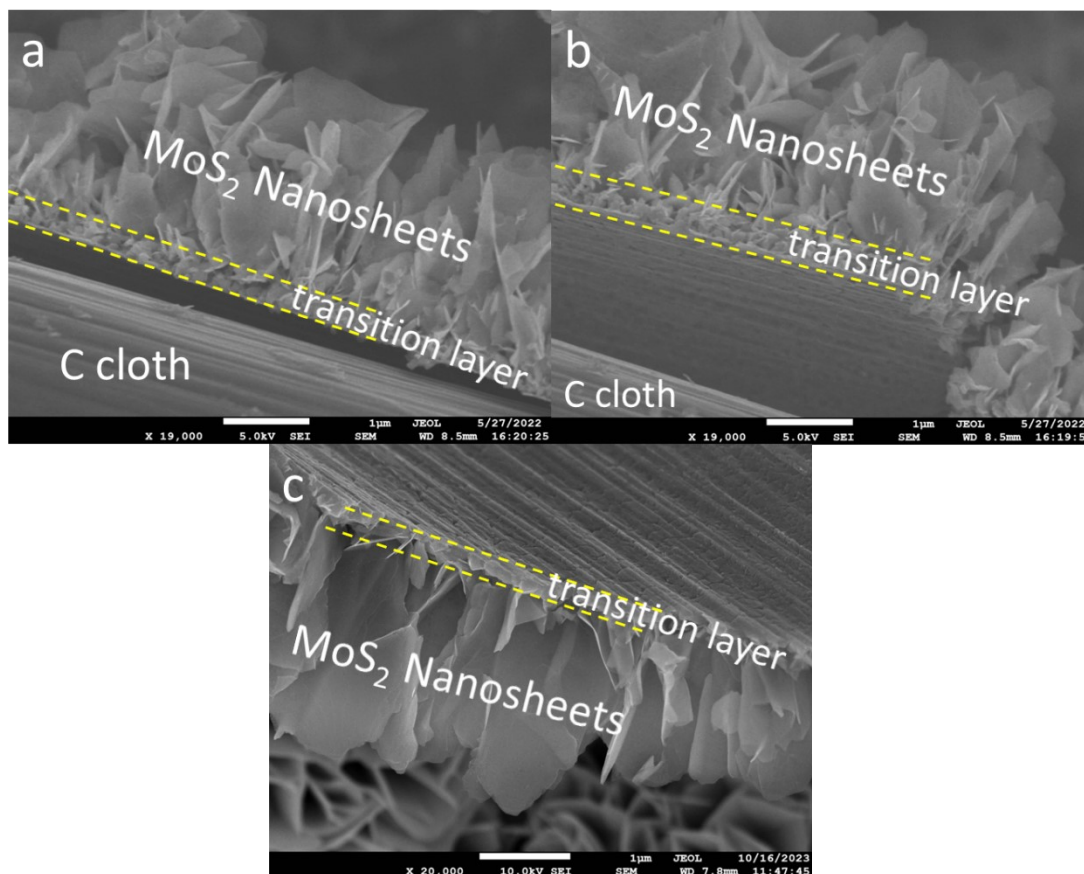 a
MoS₂ Nanosheets
transition layer
C cloth
1μm JEOL 5/27/2022
X 19,000 5.0kV SEI SEM WD 8.5mm 16:20:25
b
MoS₂ Nanosheets
transition layer
C cloth
1μm JEOL 5/27/2022
X 19,000 5.0kV SEI SEM WD 8.5mm 16:19:5
c
transition layer
MoS₂ Nanosheets
1μm JEOL 10/16/2023
X 20,000 10.0kV SEI SEM WD 7.8mm 11:47:45